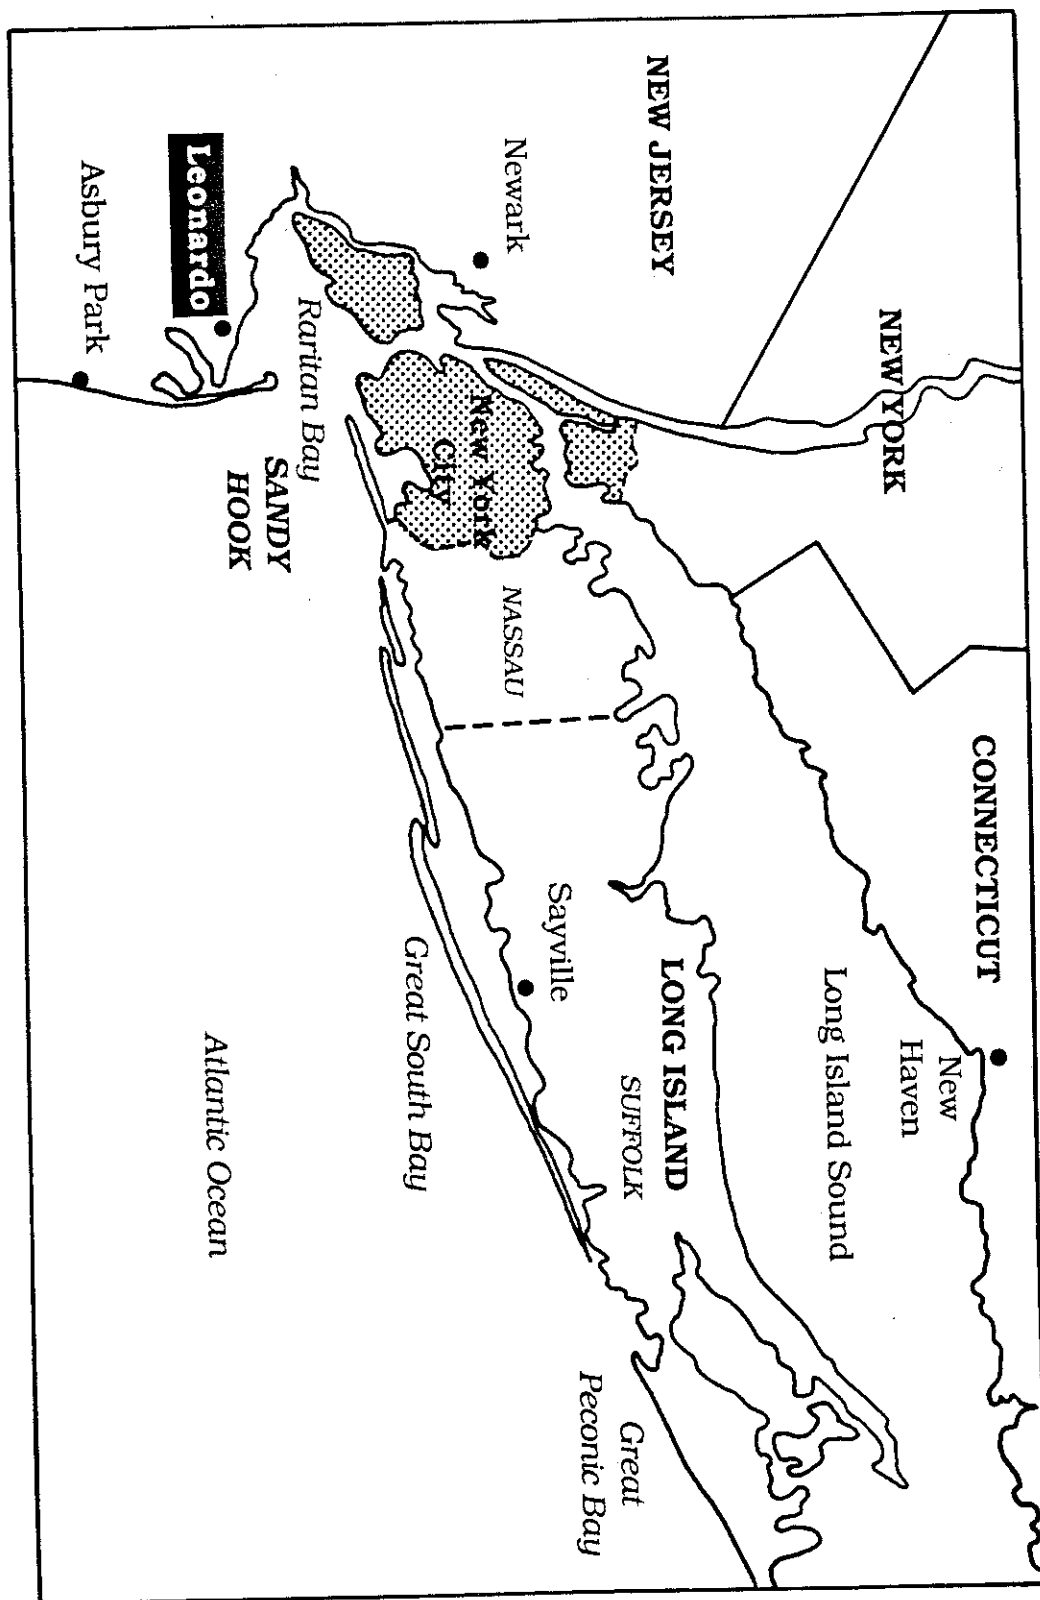 NEW YORK
CONNECTICUT
New
Haven
NEW JERSEY
Long Island Sound
LONG ISLAND
SUFFOLK
Newark
New York
City
NASSAU
Sayville
Great
Peconic Bay
Great South Bay
Raritan Bay
Leonardo
SANDY
HOOK
Atlantic Ocean
Asbury Park